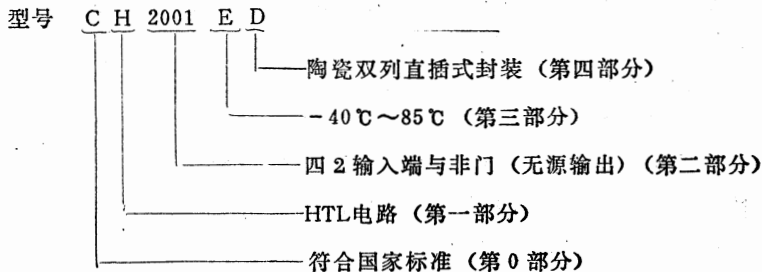 型号 C H 2001 E D
陶瓷双列直插式封装（第四部分）
－40℃～85℃（第三部分）
四2输入端与非门（无源输出）（第二部分）
HTL电路（第一部分）
符合国家标准（第0部分）